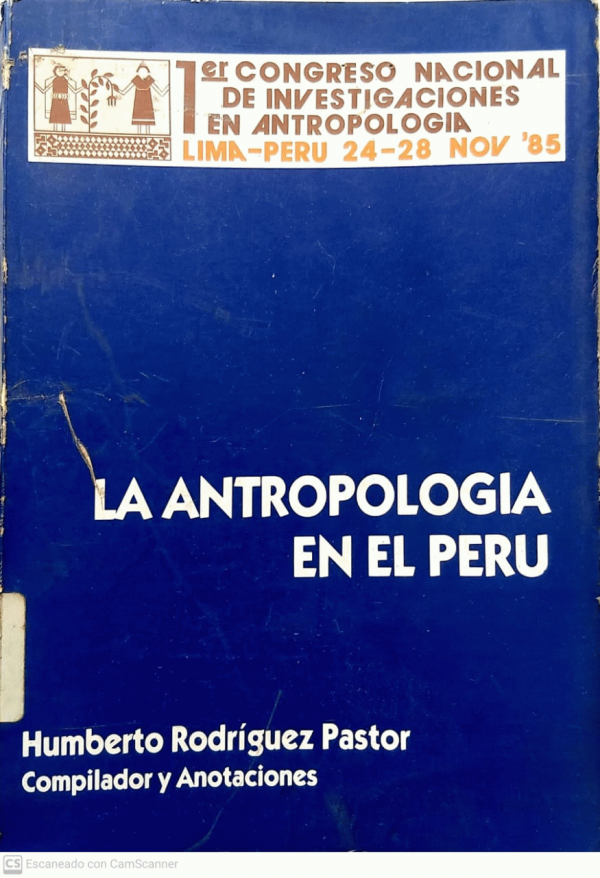 1er CONGRESO NACIONAL
DE INVESTIGACIONES
EN ANTROPOLOGIA
LIMA-PERU 24-28 NOV '85
LA ANTROPOLOGIA
EN EL PERU
Humberto Rodríguez Pastor
Compilador y Anotaciones
CS Escaneado con CamScanner